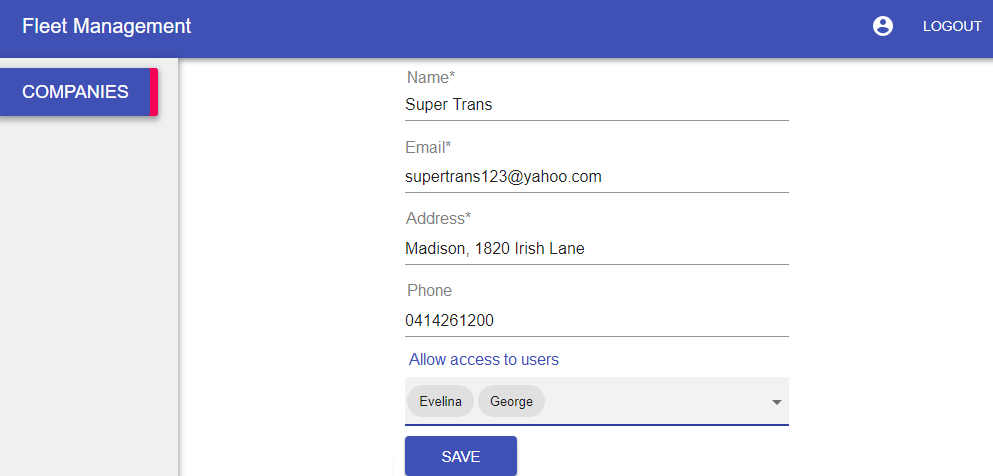 Fleet Management
LOGOUT
COMPANIES
Name*
Super Trans
Email*
supertrans123@yahoo.com
Address*
Madison, 1820 Irish Lane
Phone
0414261200
Allow access to users
Evelina George
SAVE